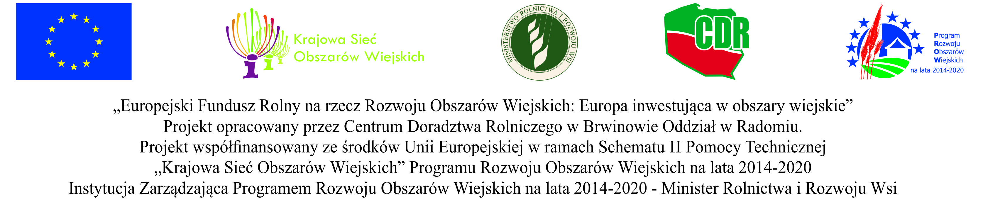 Krajowa Sieć
Obszarów Wiejskich
MINISTERSTWO ROLNICTWA I ROZWOJU WSI
CDR
Program
Rozwoju
Obszarów
Wiejskich
na lata 2014-2020
„Europejski Fundusz Rolny na rzecz Rozwoju Obszarów Wiejskich: Europa inwestująca w obszary wiejskie”
Projekt opracowany przez Centrum Doradztwa Rolniczego w Brwinowie Oddział w Radomiu.
Projekt współfinansowany ze środków Unii Europejskiej w ramach Schematu II Pomocy Technicznej
„Krajowa Sieć Obszarów Wiejskich” Programu Rozwoju Obszarów Wiejskich na lata 2014-2020
Instytucja Zarządzająca Programem Rozwoju Obszarów Wiejskich na lata 2014-2020 - Minister Rolnictwa i Rozwoju Wsi